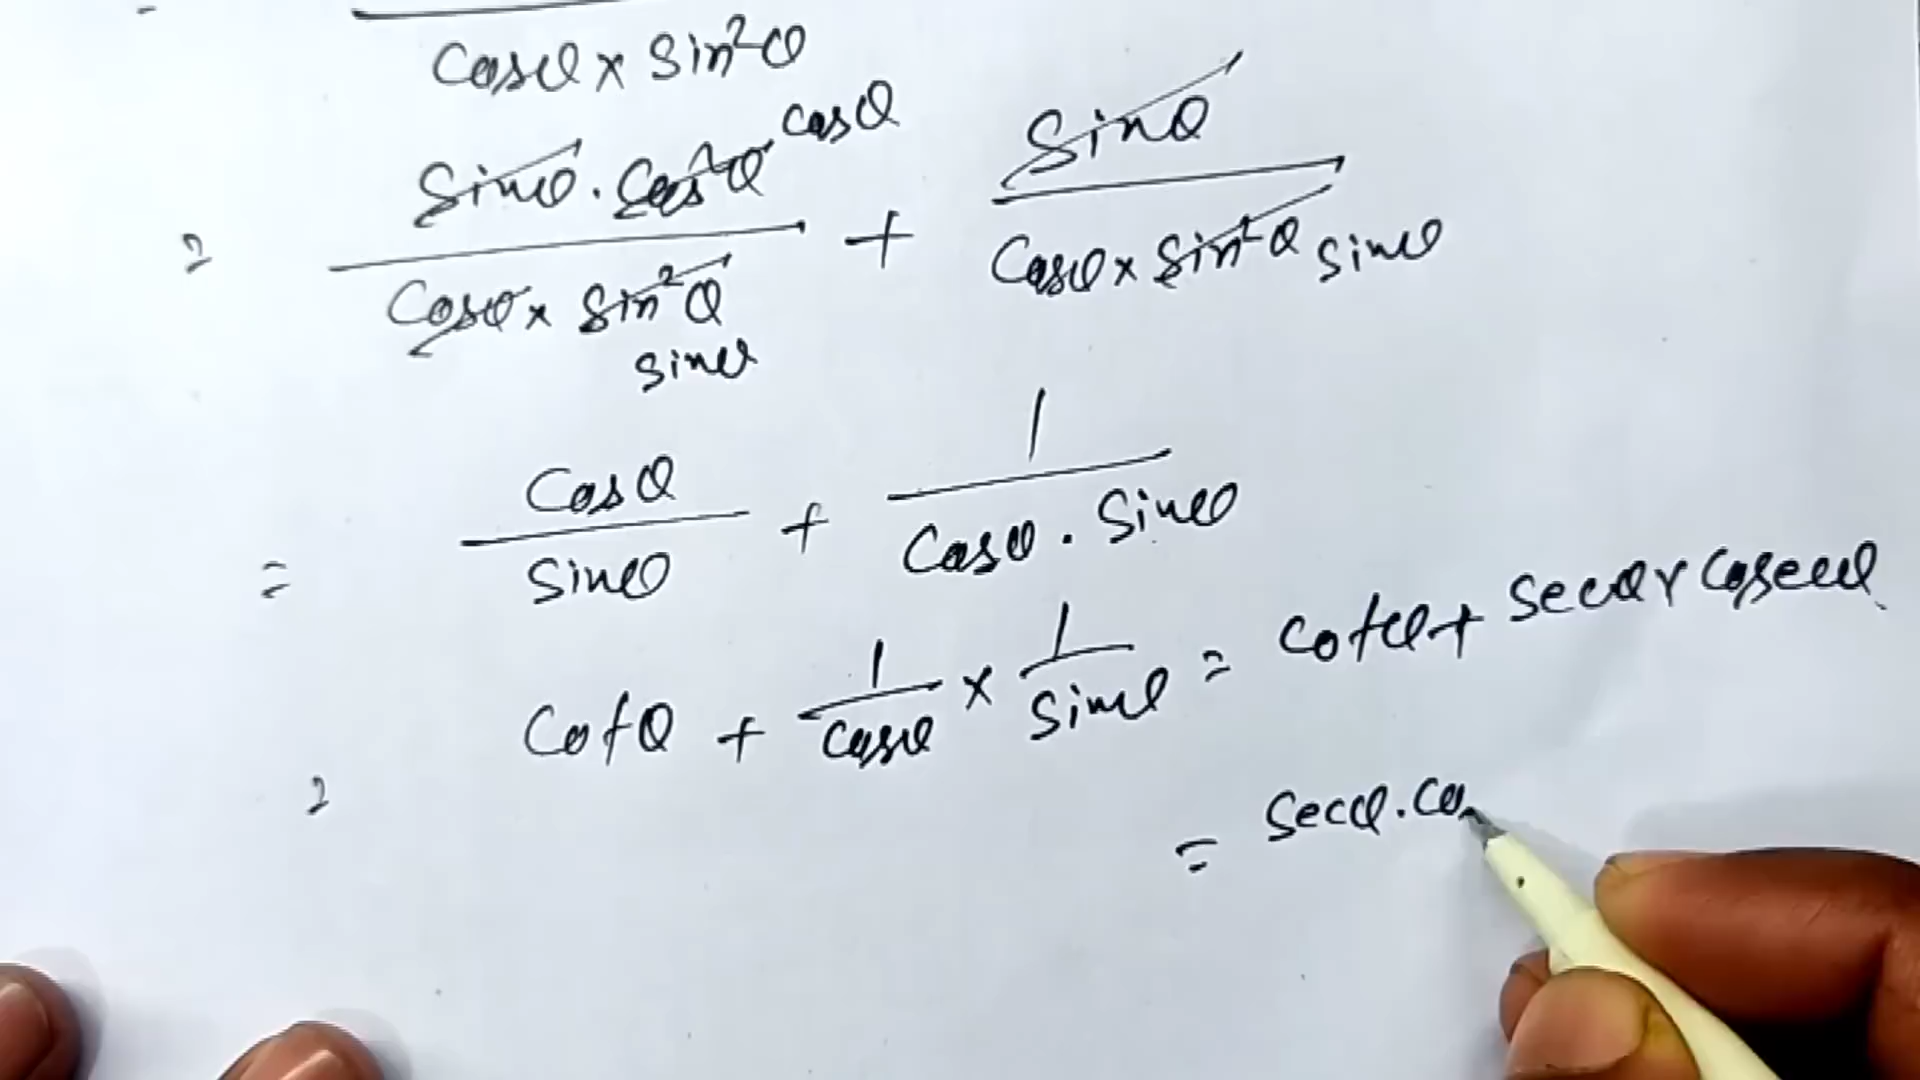 Cosθ x Sin²θ
= Sinθ . Cos²θ cosθ / Cosθ x Sin²θ sinθ + Sinθ / Cosθ x Sin²θ sinθ
= Cosθ / Sinθ + 1 / Cosθ . Sinθ
= Cotθ + 1 / cosθ x 1 / Sinθ = Cotθ + Secθ x Cosecθ
= Secθ . Co